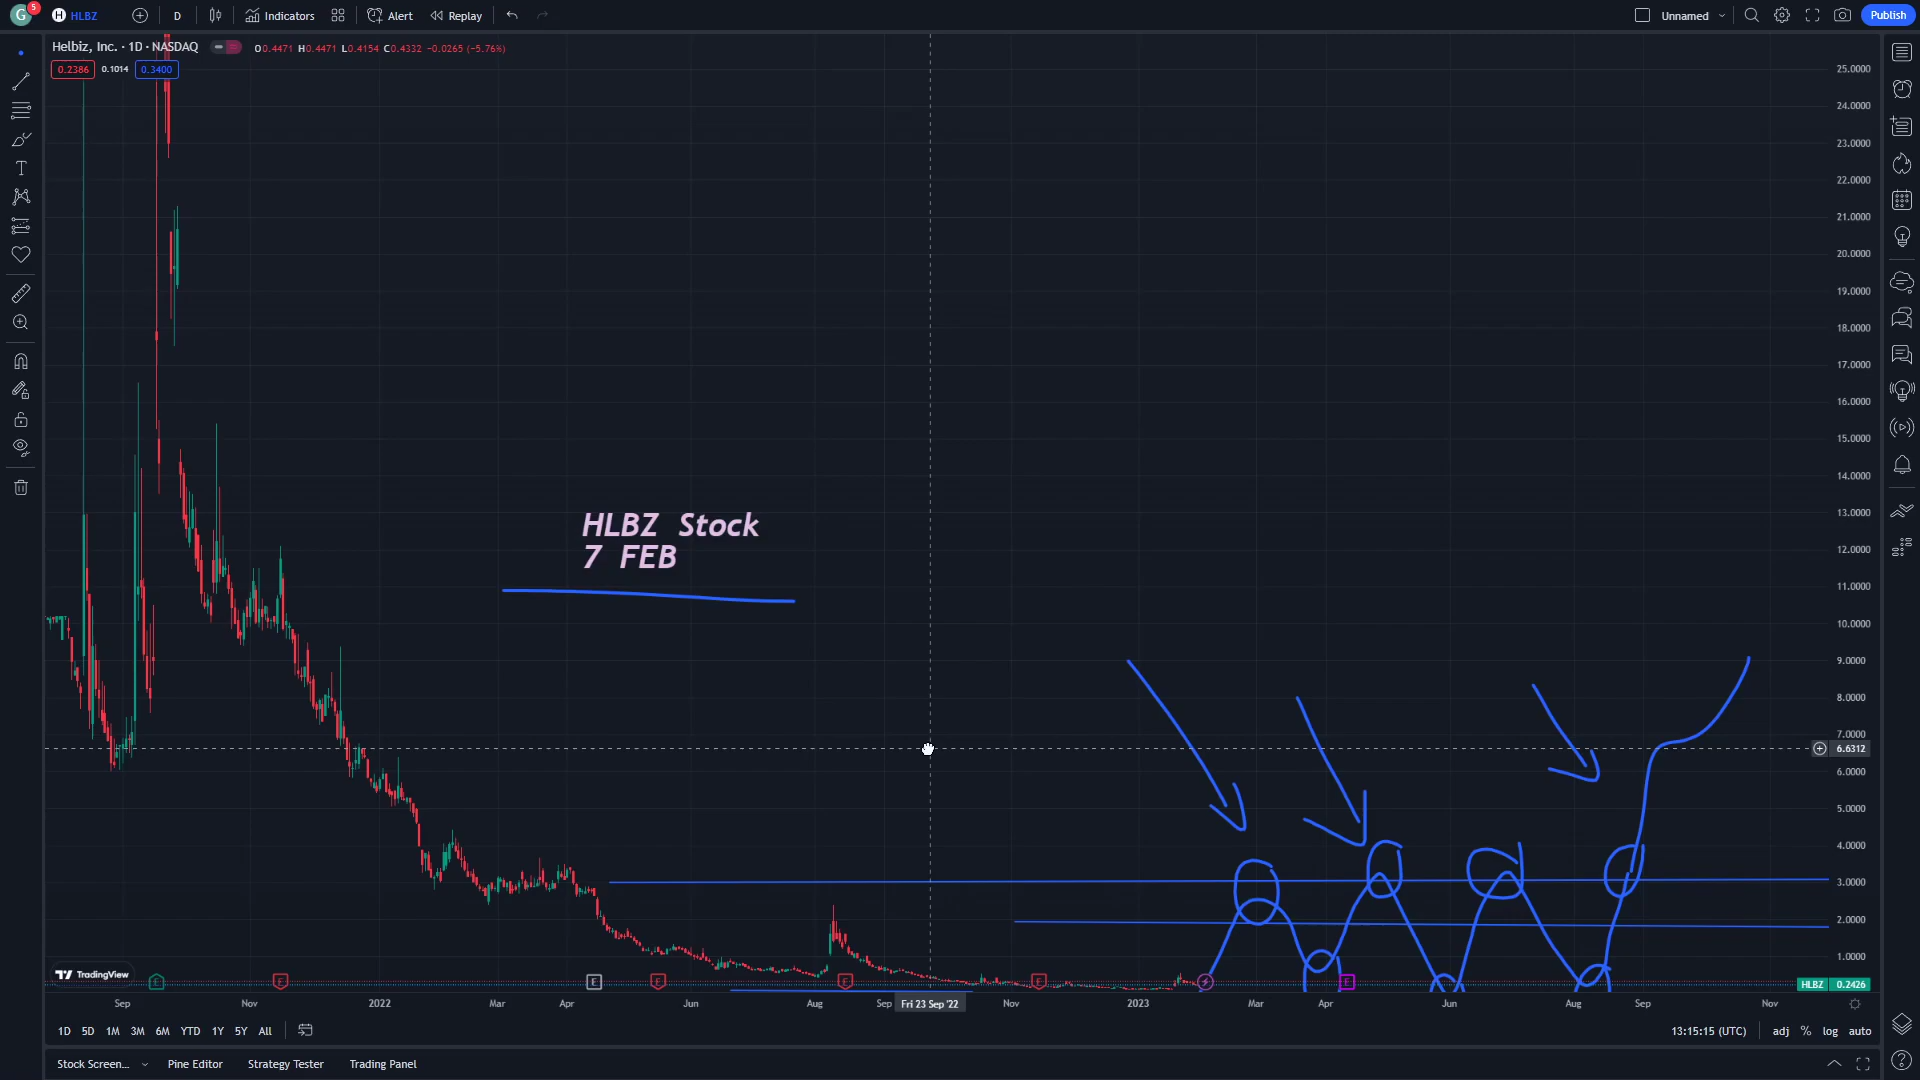 G 5 H HLBZ D Indicators Alert Replay Unnamed Publish
Helbiz, Inc. · 1D · NASDAQ O0.4471 H0.4471 L0.4154 C0.4332 -0.0265 (-5.76%)
0.2386 0.1014 0.3400
25.0000
24.0000
23.0000
22.0000
21.0000
20.0000
19.0000
18.0000
17.0000
16.0000
15.0000
14.0000
13.0000
12.0000
11.0000
10.0000
9.0000
8.0000
7.0000
6.6312
6.0000
5.0000
4.0000
3.0000
2.0000
1.0000
HLBZ 0.2426
HLBZ Stock
7 FEB
TradingView
E E E E E E E
Sep Nov 2022 Mar Apr Jun Aug Sep Fri 23 Sep '22 Nov 2023 Mar Apr Jun Aug Sep Nov
1D 5D 1M 3M 6M YTD 1Y 5Y All 13:15:15 (UTC) adj % log auto
Stock Screen... Pine Editor Strategy Tester Trading Panel